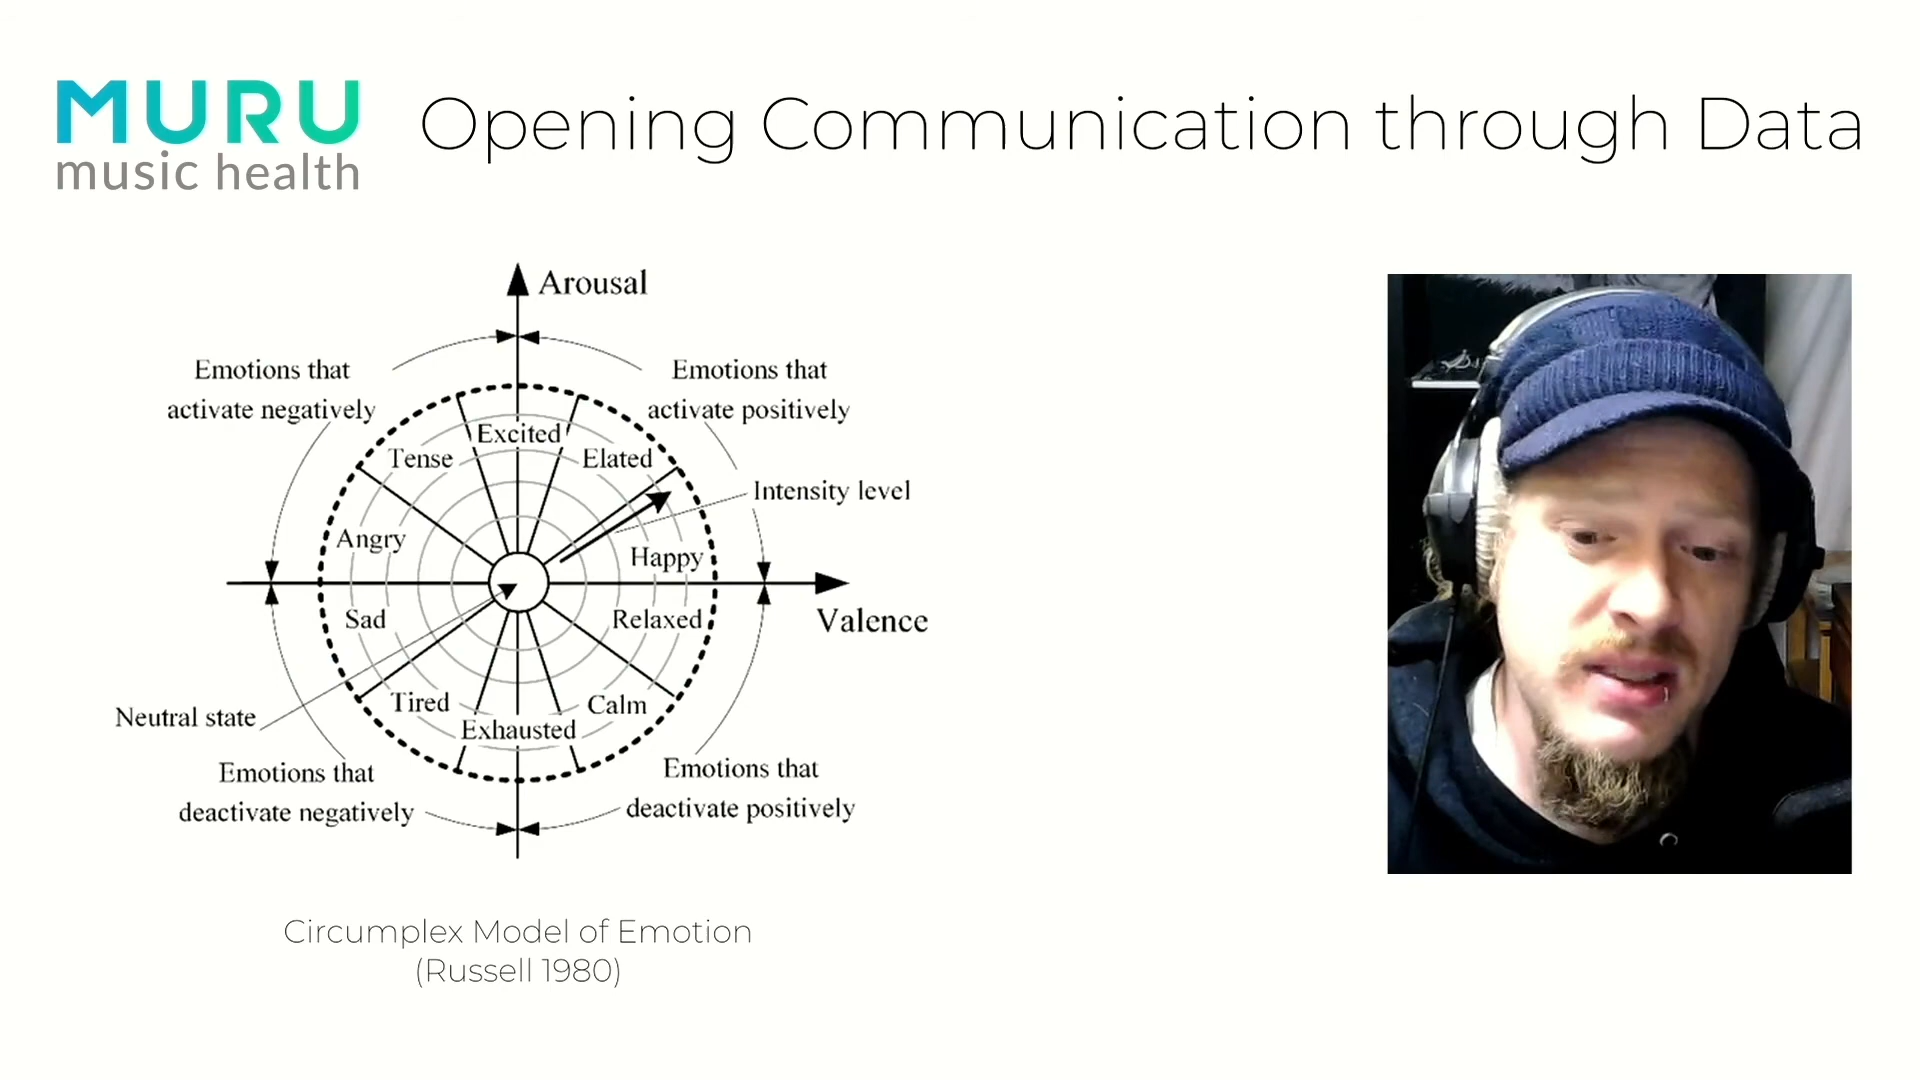 MURU
music health
Opening Communication through Data
Arousal
Emotions that
activate negatively
Emotions that
activate positively
Excited
Tense
Elated
Intensity level
Angry
Happy
Valence
Sad
Relaxed
Tired
Calm
Neutral state
Exhausted
Emotions that
deactivate negatively
Emotions that
deactivate positively
Circumplex Model of Emotion
(Russell 1980)